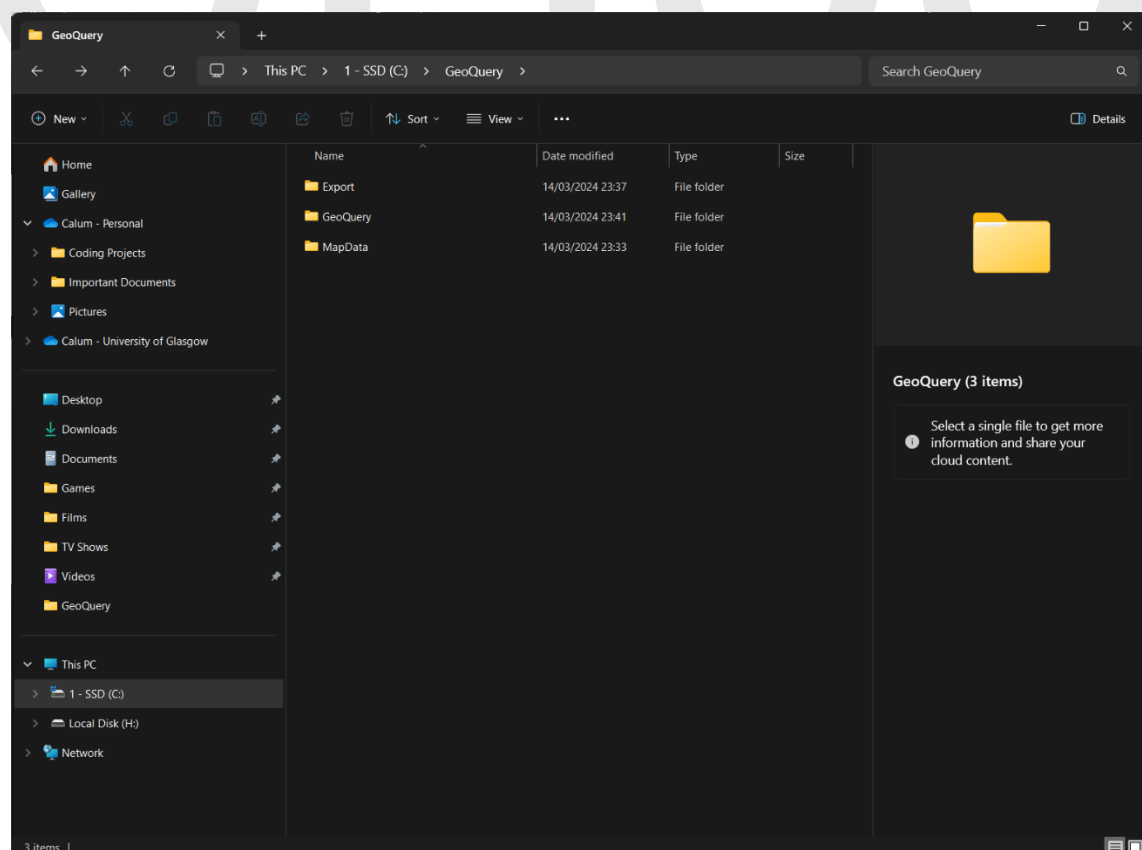 GeoQuery
This PC > 1 - SSD (C:) > GeoQuery >
Search GeoQuery
New
Sort
View
Details
Name Date modified Type Size
Export 14/03/2024 23:37 File folder
GeoQuery 14/03/2024 23:41 File folder
MapData 14/03/2024 23:33 File folder
Home
Gallery
Calum - Personal
Coding Projects
Important Documents
Pictures
Calum - University of Glasgow
Desktop
Downloads
Documents
Games
Films
TV Shows
Videos
GeoQuery
This PC
1 - SSD (C:)
Local Disk (H:)
Network
GeoQuery (3 items)
Select a single file to get more
information and share your
cloud content.
3 items